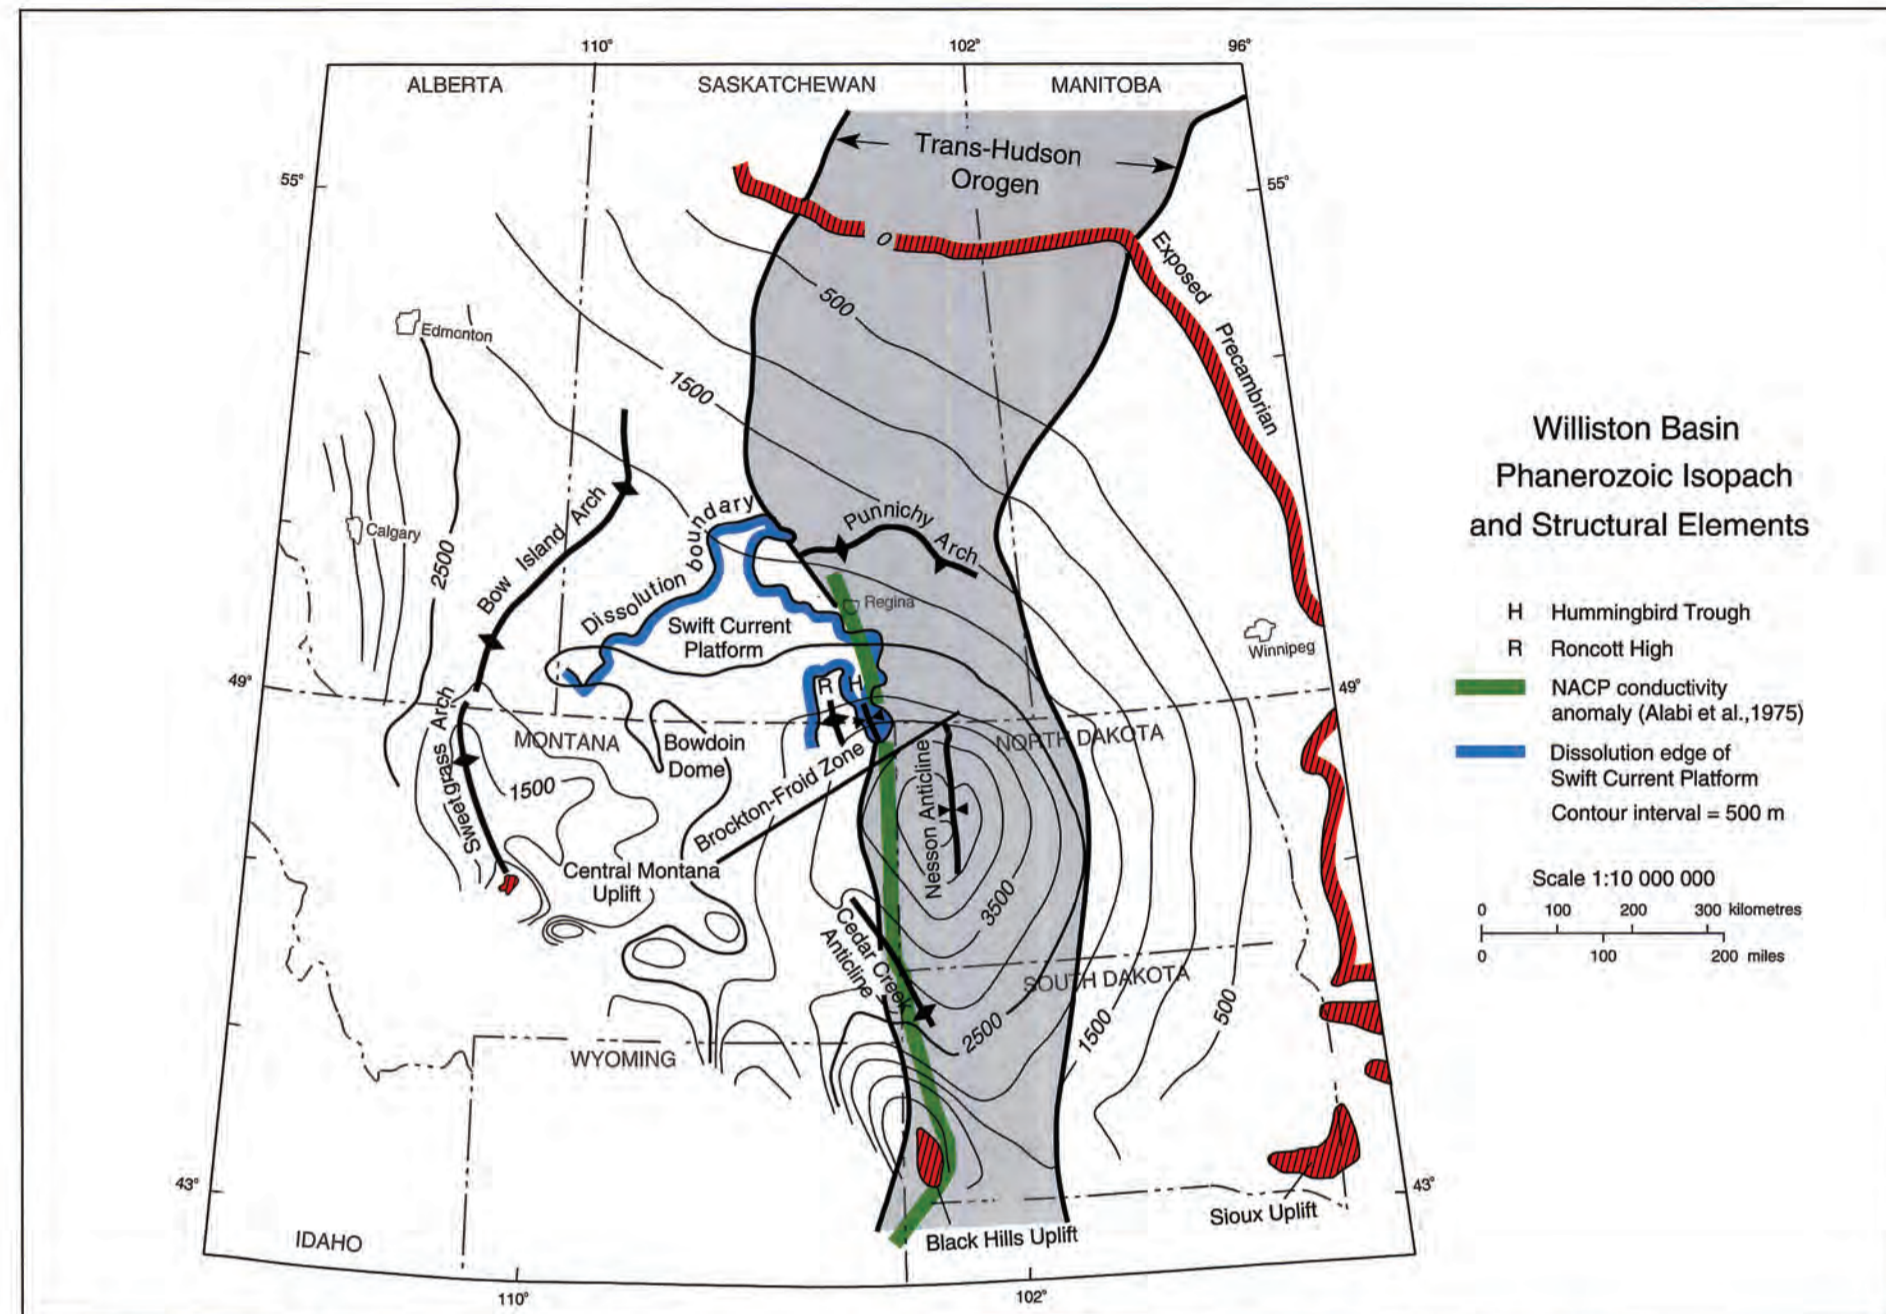 110°
102°
96°
ALBERTA
SASKATCHEWAN
MANITOBA
Trans-Hudson
Orogen
55°
55°
0
Exposed Precambrian
500
Edmonton
1500
Calgary
2500
Bow Island Arch
Dissolution boundary
Punnichy Arch
Regina
Swift Current
Platform
Winnipeg
R
H
49°
49°
Sweetgrass Arch
MONTANA
Bowdoin
Dome
NORTH DAKOTA
1500
Brockton-Froid Zone
Nesson Anticline
Central Montana
Uplift
3500
Cedar Creek
Anticline
SOUTH DAKOTA
2500
1500
500
WYOMING
43°
43°
Sioux Uplift
Black Hills Uplift
IDAHO
110°
102°
Williston Basin
Phanerozoic Isopach
and Structural Elements
H Hummingbird Trough
R Roncott High
NACP conductivity
anomaly (Alabi et al.,1975)
Dissolution edge of
Swift Current Platform
Contour interval = 500 m
Scale 1:10 000 000
0 100 200 300 kilometres
0 100 200 miles